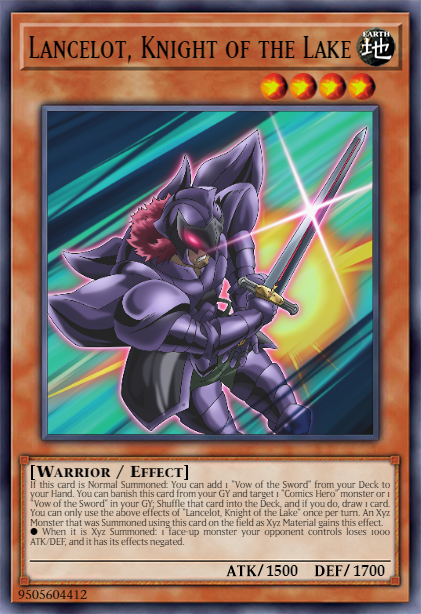 Lancelot, Knight of the Lake
EARTH
地
[Warrior / Effect]
If this card is Normal Summoned: You can add 1 "Vow of the Sword" from your Deck to
your Hand. You can banish this card from your GY and target 1 "Comics Hero" monster or 1
"Vow of the Sword" in your GY; Shuffle that card into the Deck, and if you do, draw 1 card.
You can only use the above effects of "Lancelot, Knight of the Lake" once per turn. An Xyz
Monster that was Summoned using this card on the field as Xyz Material gains this effect.
● When it is Xyz Summoned: 1 face-up monster your opponent controls loses 1000
ATK/DEF, and it has its effects negated.
ATK/1500 DEF/1700
9505604412